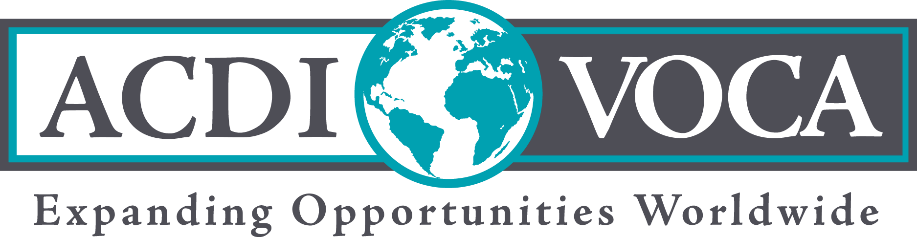 ACDI VOCA
Expanding Opportunities Worldwide